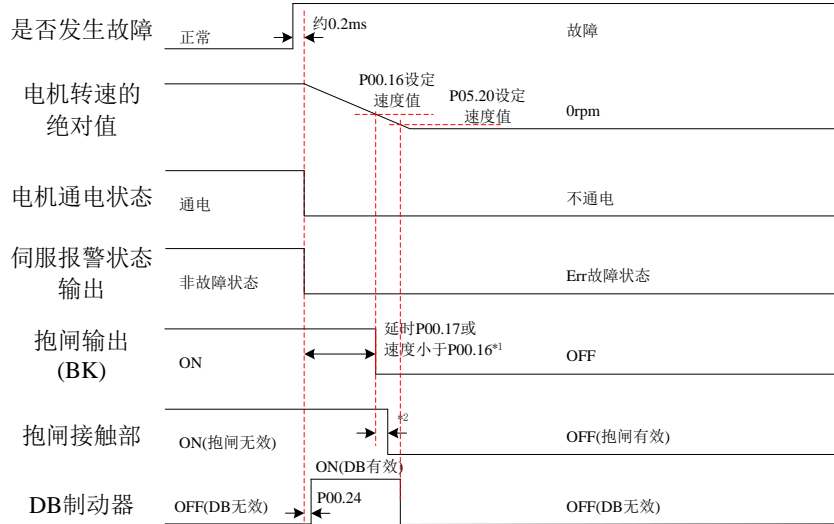 是否发生故障
正常
约0.2ms
故障
电机转速的
绝对值
P00.16设定
速度值
P05.20设定
速度值
0rpm
电机通电状态
通电
不通电
伺服报警状态
输出
非故障状态
Err故障状态
抱闸输出
(BK)
ON
延时P00.17或
速度小于P00.16*1
OFF
抱闸接触部
ON(抱闸无效)
*2
OFF(抱闸有效)
DB制动器
OFF(DB无效)
ON(DB有效)
P00.24
OFF(DB无效)